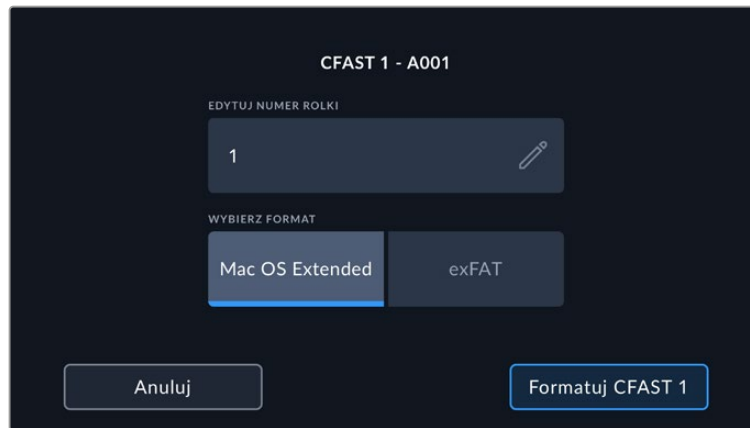 CFAST 1 - A001
EDYTUJ NUMER ROLKI
1
WYBIERZ FORMAT
Mac OS Extended exFAT
Anuluj Formatuj CFAST 1